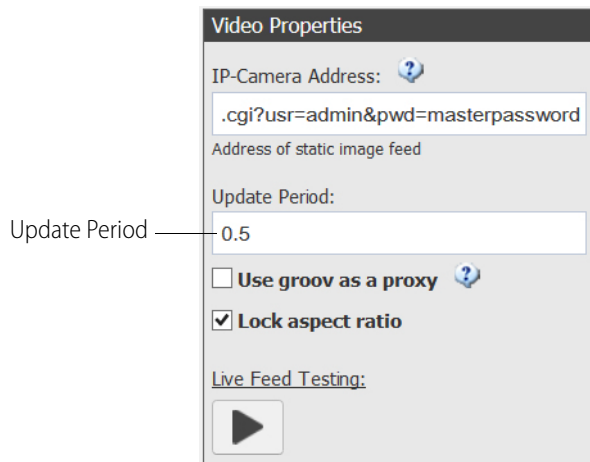 Video Properties
IP-Camera Address:
.cgi?usr=admin&pwd=masterpassword
Address of static image feed
Update Period:
Update Period
0.5
Use groov as a proxy
Lock aspect ratio
Live Feed Testing: